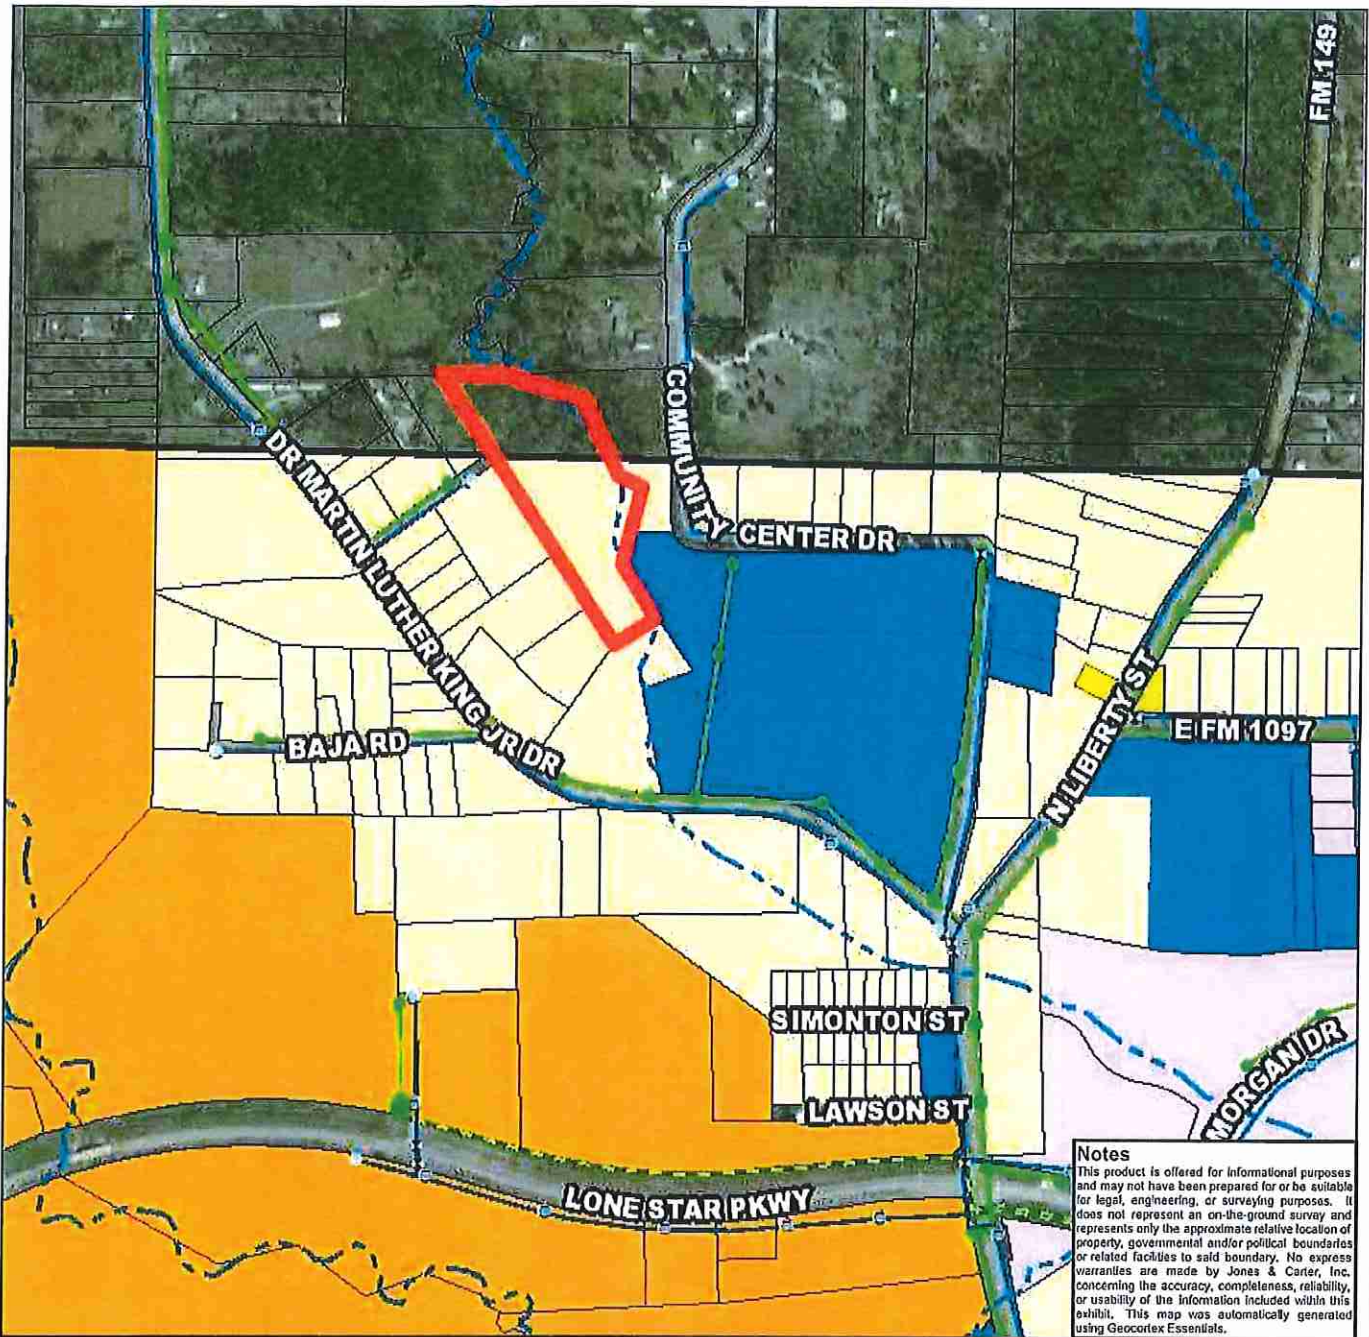 FM 149
COMMUNITY CENTER DR
DR MARTIN LUTHER KING JR DR
BAJA RD
E FM 1097
N LIBERTY ST
SIMONTON ST
LAWSON ST
MORGAN DR
LONE STAR PKWY
Notes
This product is offered for informational purposes
and may not have been prepared for or be suitable
for legal, engineering, or surveying purposes. It
does not represent an on-the-ground survey and
represents only the approximate relative location of
property, governmental and/or political boundaries
or related facilities to said boundary. No express
warranties are made by Jones & Carter, Inc.
concerning the accuracy, completeness, reliability,
or usability of the information included within this
exhibit. This map was automatically generated
using Geocortex Essentials.